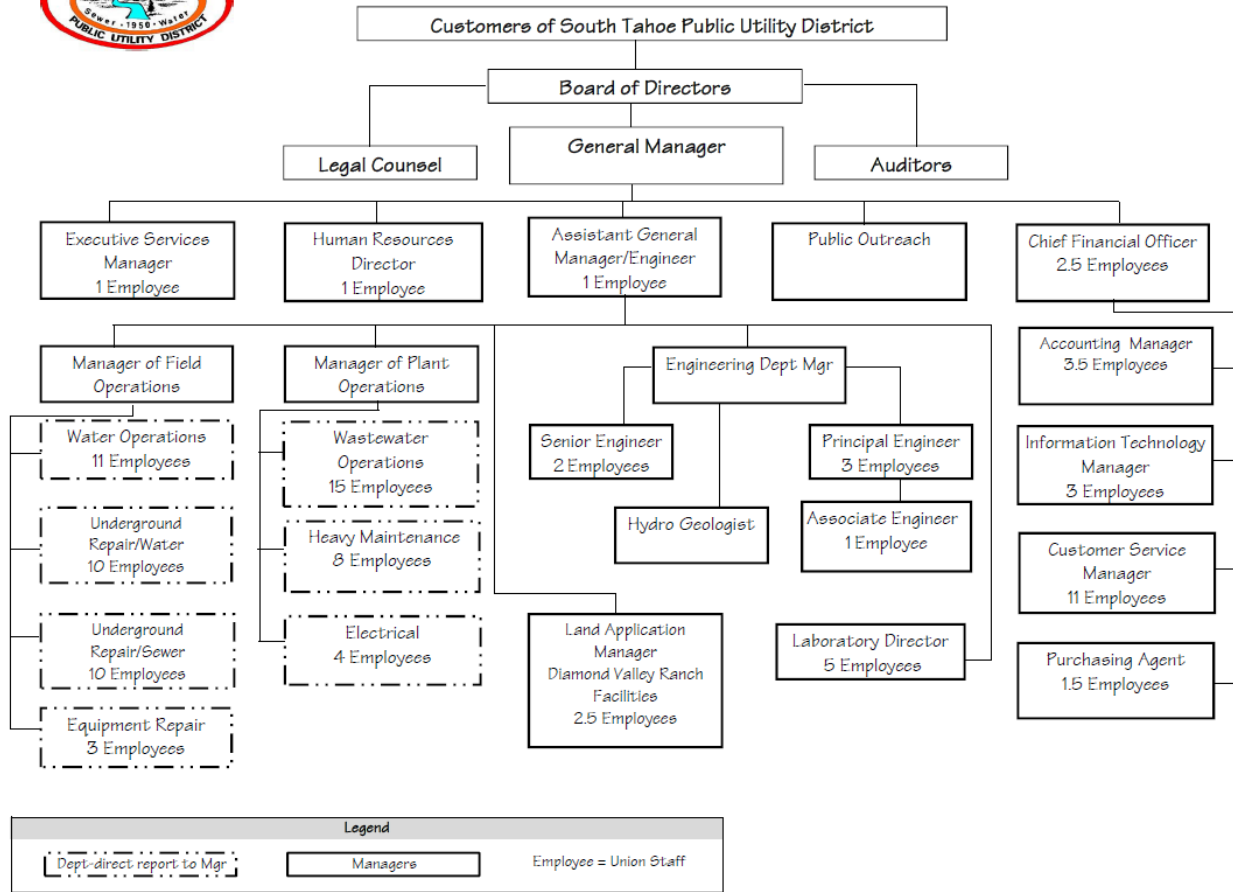 Sewer · 1950 · Water
PUBLIC UTILITY DISTRICT
Customers of South Tahoe Public Utility District
Board of Directors
Legal Counsel
General Manager
Auditors
Executive Services
Manager
1 Employee
Human Resources
Director
1 Employee
Assistant General
Manager/Engineer
1 Employee
Public Outreach
Chief Financial Officer
2.5 Employees
Manager of Field
Operations
Manager of Plant
Operations
Engineering Dept Mgr
Accounting Manager
3.5 Employees
Water Operations
11 Employees
Wastewater
Operations
15 Employees
Senior Engineer
2 Employees
Principal Engineer
3 Employees
Information Technology
Manager
3 Employees
Underground
Repair/Water
10 Employees
Heavy Maintenance
8 Employees
Hydro Geologist
Associate Engineer
1 Employee
Customer Service
Manager
11 Employees
Underground
Repair/Sewer
10 Employees
Electrical
4 Employees
Land Application
Manager
Diamond Valley Ranch
Facilities
2.5 Employees
Laboratory Director
5 Employees
Purchasing Agent
1.5 Employees
Equipment Repair
3 Employees
Legend
Dept-direct report to Mgr
Managers
Employee = Union Staff